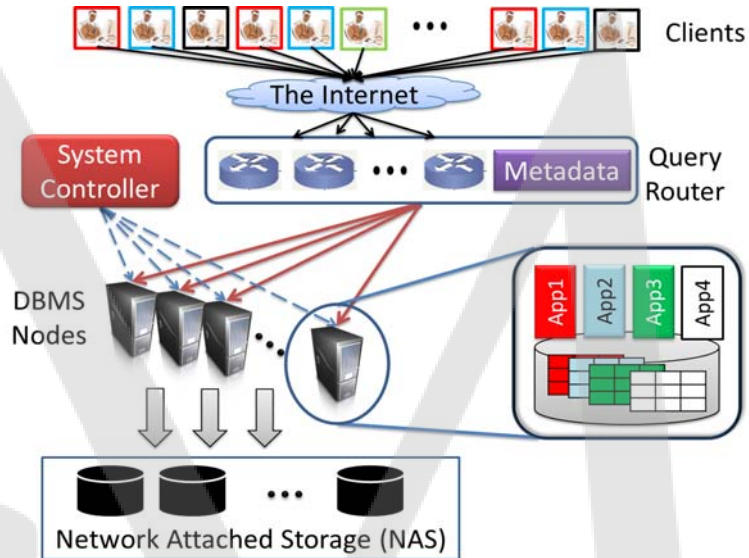 Clients
The Internet
System
Controller
Metadata
Query
Router
DBMS
Nodes
App1
App2
App3
App4
Network Attached Storage (NAS)